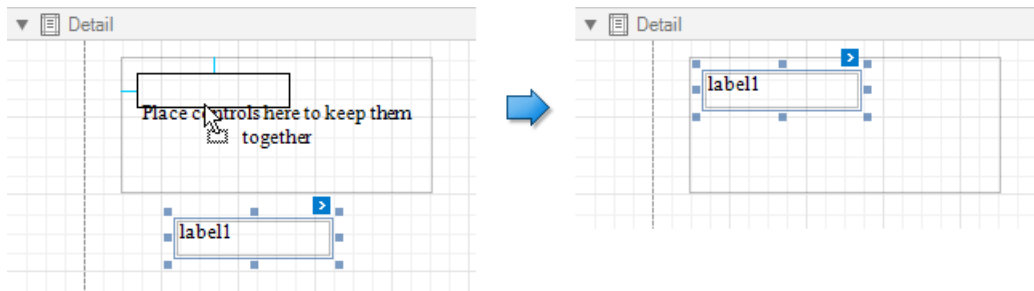 Detail
Place controls here to keep them
together
label1
Detail
label1